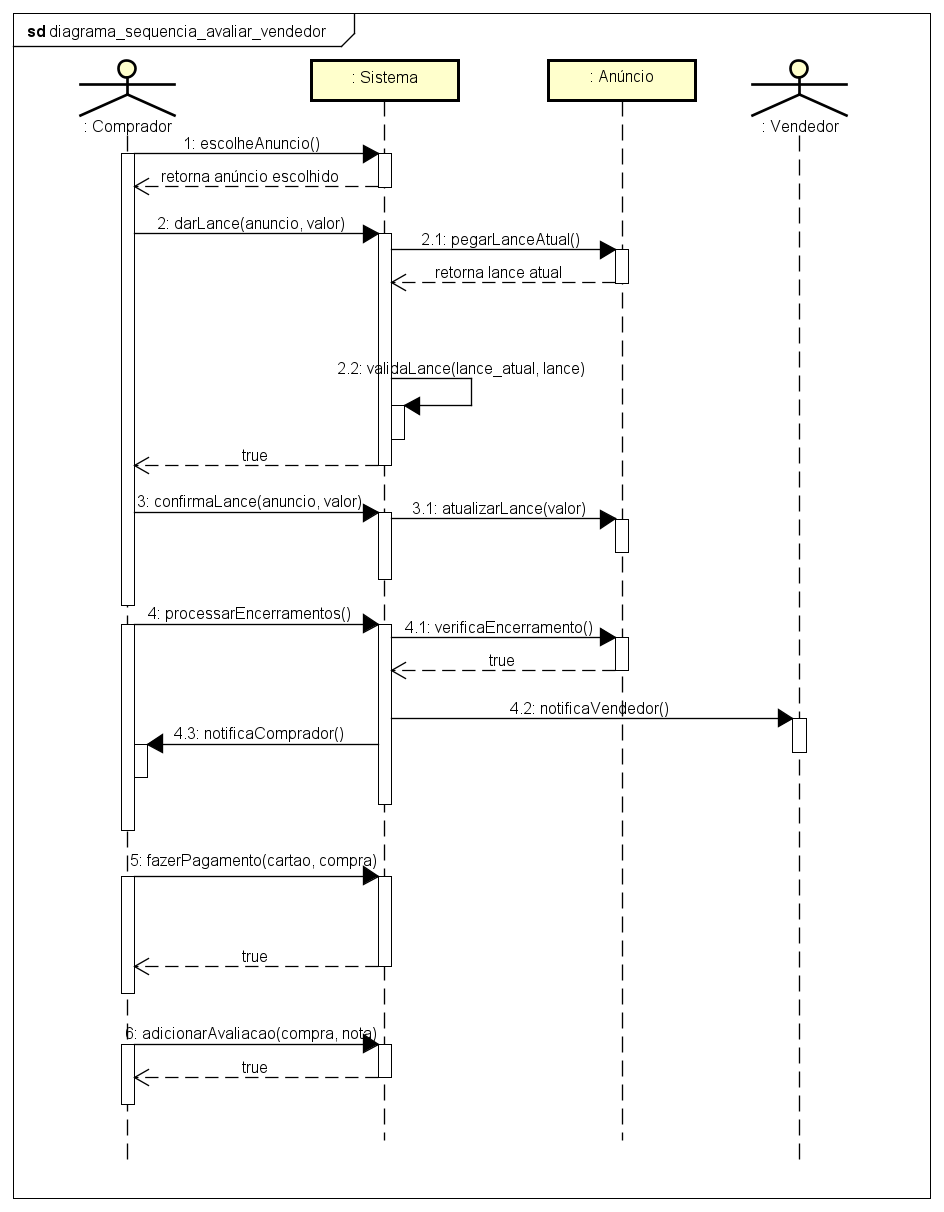 sd diagrama_sequencia_avaliar_vendedor
: Comprador
: Sistema
: Anúncio
: Vendedor
1: escolheAnuncio()
retorna anúncio escolhido
2: darLance(anuncio, valor)
2.1: pegarLanceAtual()
retorna lance atual
2.2: validaLance(lance_atual, lance)
true
3: confirmaLance(anuncio, valor)
3.1: atualizarLance(valor)
4: processarEncerramentos()
4.1: verificaEncerramento()
true
4.2: notificaVendedor()
4.3: notificaComprador()
5: fazerPagamento(cartao, compra)
true
6: adicionarAvaliacao(compra, nota)
true